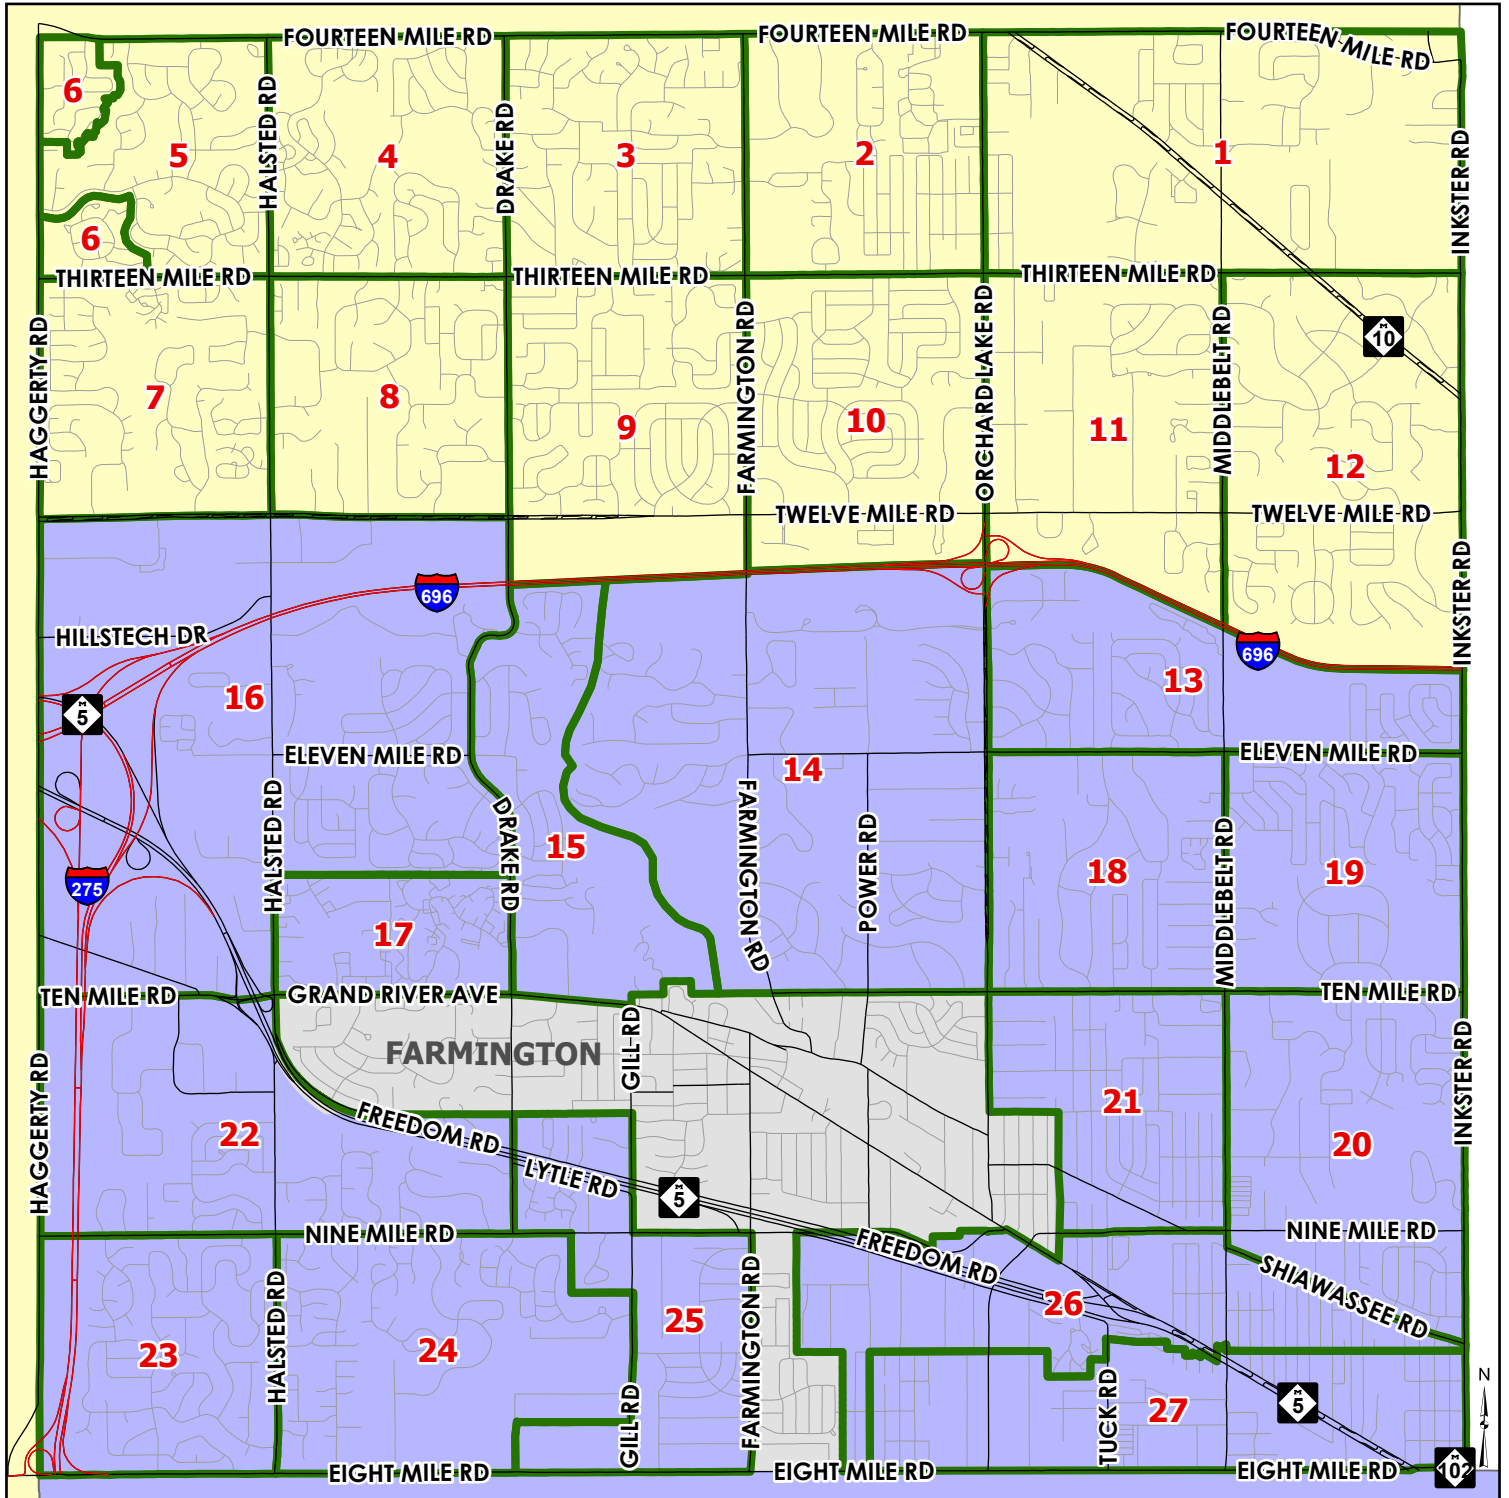 FOURTEEN MILE RD
FOURTEEN MILE RD
FOURTEEN MILE RD
6
HALSTED RD
DRAKE RD
5
4
3
2
1
INKSTER RD
6
THIRTEEN MILE RD
THIRTEEN MILE RD
THIRTEEN MILE RD
HAGGERTY RD
FARMINGTON RD
ORCHARD LAKE RD
MIDDLEBELT RD
M
10
7
8
9
10
11
12
TWELVE MILE RD
TWELVE MILE RD
696
HILLSTECH DR
INKSTER RD
696
16
13
M
5
ELEVEN MILE RD
ELEVEN MILE RD
14
HALSTED RD
DRAKE RD
15
FARMINGTON RD
POWER RD
18
MIDDLEBELT RD
19
275
17
TEN MILE RD
GRAND RIVER AVE
TEN MILE RD
FARMINGTON
GILL RD
HAGGERTY RD
INKSTER RD
22
FREEDOM RD
21
20
LYTLE RD
M
5
NINE MILE RD
NINE MILE RD
FREEDOM RD
SHIAWASSEE RD
HALSTED RD
FARMINGTON RD
26
25
23
24
GILL RD
TUCK RD
27
M
5
N
EIGHT MILE RD
EIGHT MILE RD
EIGHT MILE RD
M
102